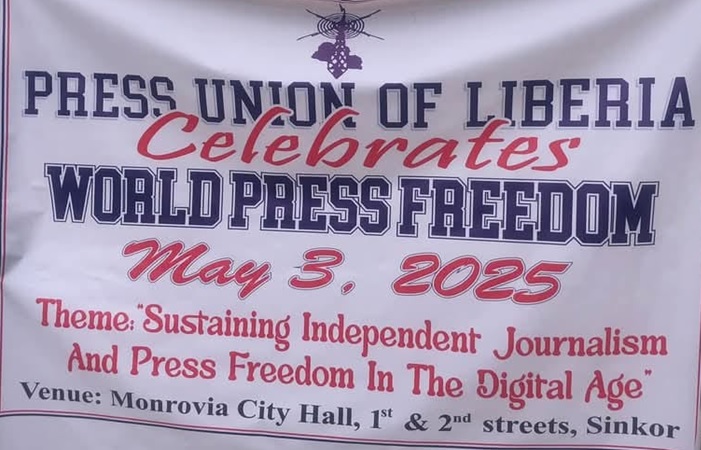 PRESS UNION OF LIBERIA
Celebrates
WORLD PRESS FREEDOM
May 3, 2025
Theme: "Sustaining Independent Journalism
And Press Freedom In The Digital Age"
Venue: Monrovia City Hall, 1st & 2nd streets, Sinkor